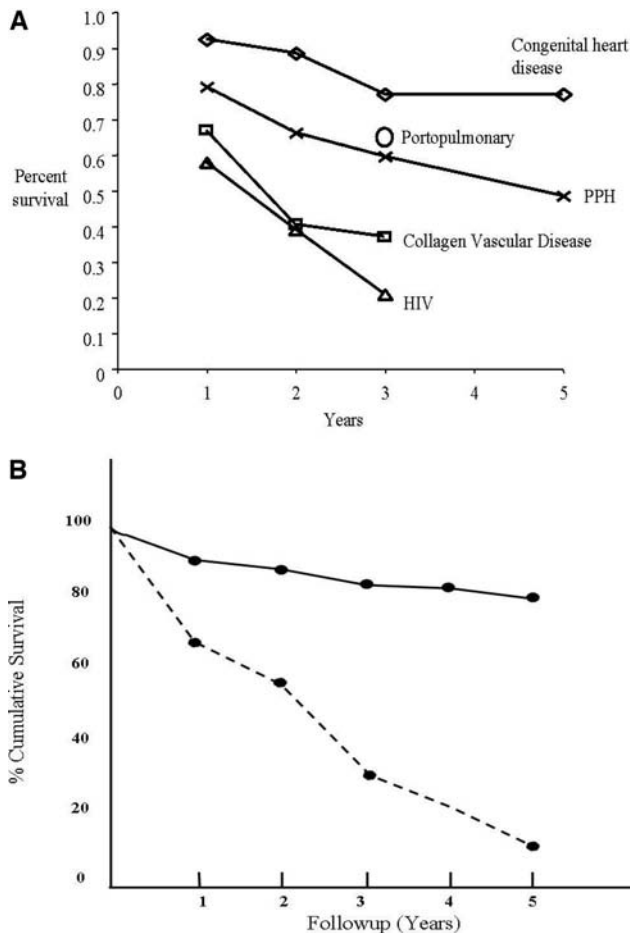 A
Percent
survival
1
0.9
0.8
0.7
0.6
0.5
0.4
0.3
0.2
0.1
0
0 1 2 3 4 5
Years
Congenital heart
disease
Portopulmonary
PPH
Collagen Vascular Disease
HIV
B
% Cumulative Survival
100
80
60
40
20
0
1 2 3 4 5
Followup (Years)